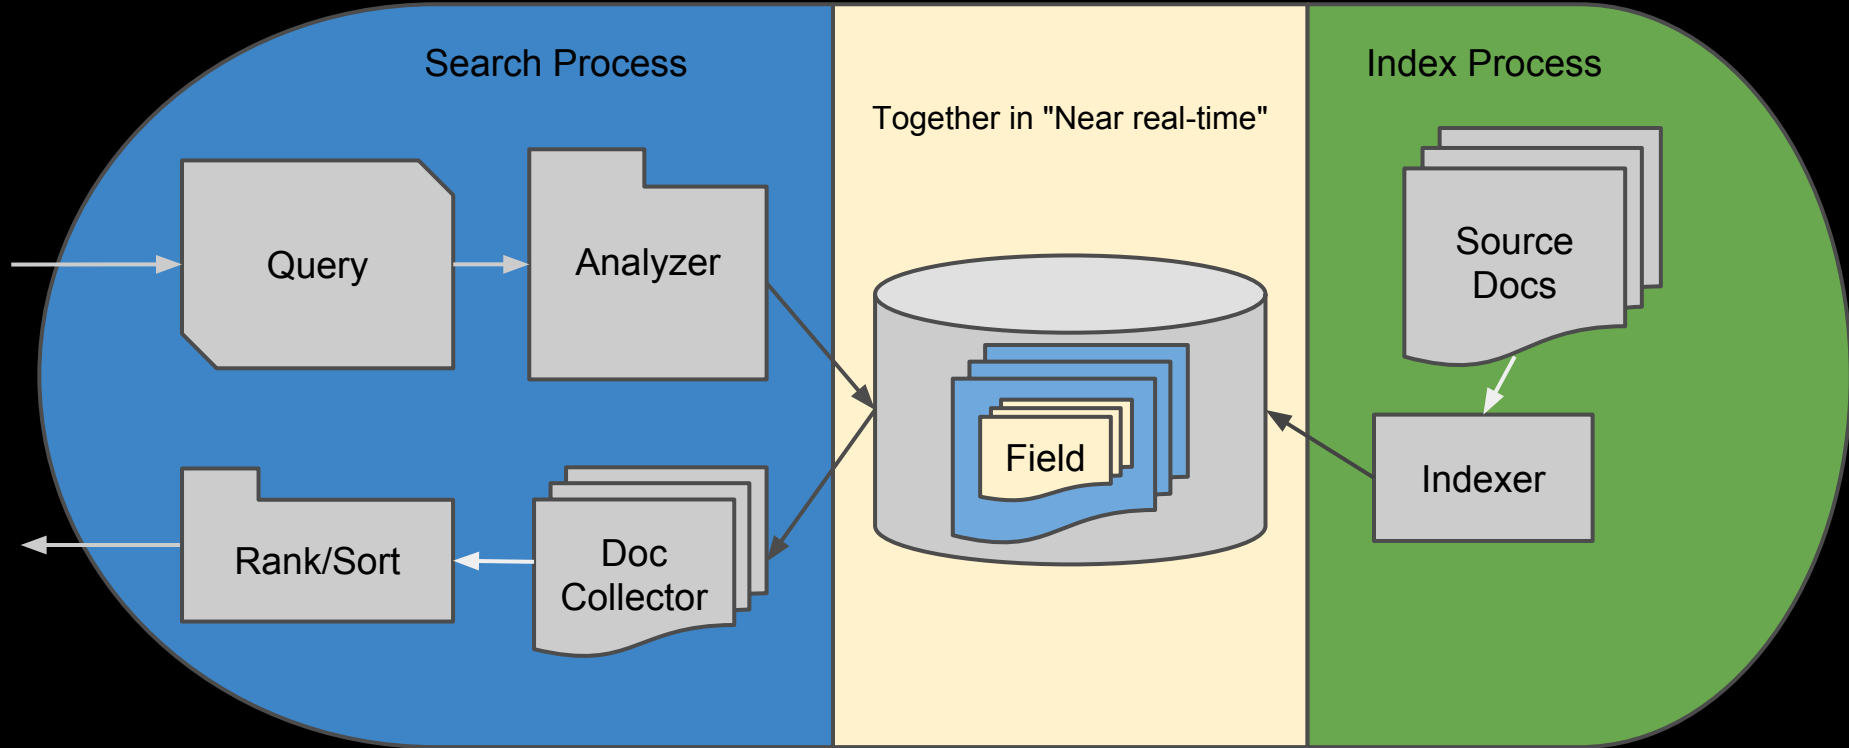 Search Process
Together in "Near real-time"
Index Process
Query
Analyzer
Source
Docs
Field
Indexer
Rank/Sort
Doc
Collector